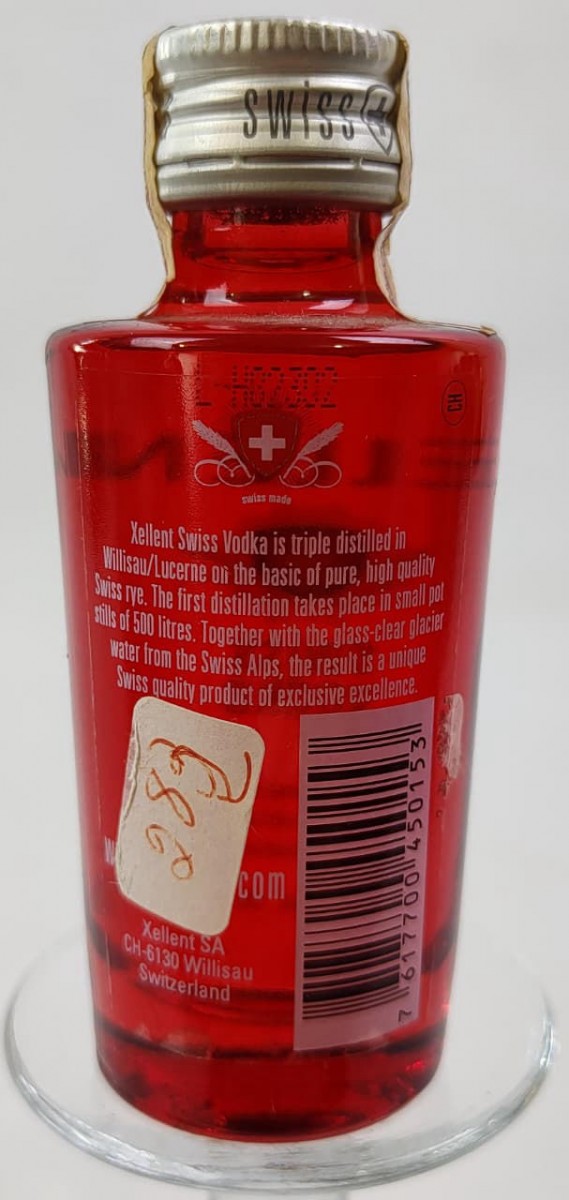 swiss
L-H623C2
CH
swiss made
Xellent Swiss Vodka is triple distilled in
Willisau/Lucerne on the basic of pure, high quality
Swiss rye. The first distillation takes place in small pot
stills of 500 litres. Together with the glass-clear glacier
water from the Swiss Alps, the result is a unique
Swiss quality product of exclusive excellence.
.com
Xellent SA
CH-6130 Willisau
Switzerland
7 617700 450153